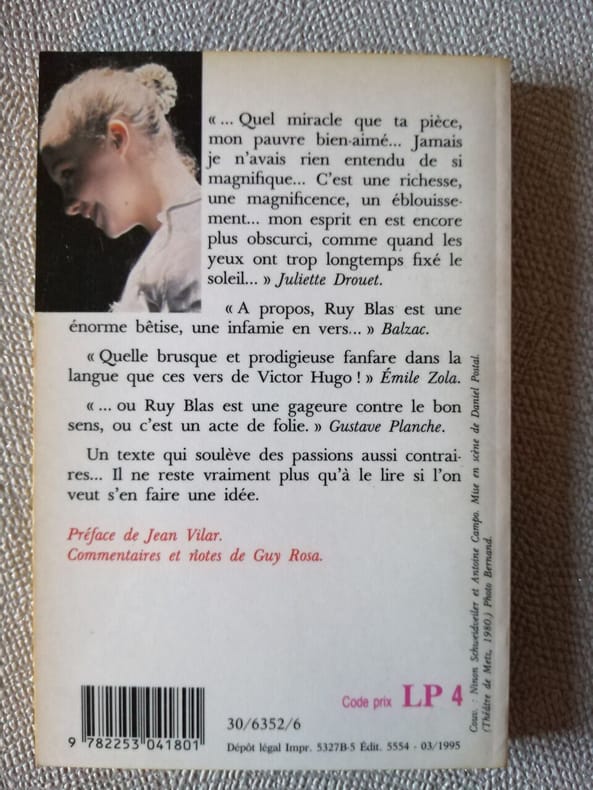 « ... Quel miracle que ta pièce,
mon pauvre bien-aimé... Jamais
je n'avais rien entendu de si
magnifique... C'est une richesse,
une magnificence, un éblouisse-
ment... mon esprit en est encore
plus obscurci, comme quand les
yeux ont trop longtemps fixé le
soleil... » Juliette Drouet.
« A propos, Ruy Blas est une
énorme bêtise, une infamie en vers... » Balzac.
« Quelle brusque et prodigieuse fanfare dans la
langue que ces vers de Victor Hugo ! » Émile Zola.
« ... ou Ruy Blas est une gageure contre le bon
sens, ou c'est un acte de folie. » Gustave Planche.
Un texte qui soulève des passions aussi contrai-
res... Il ne reste vraiment plus qu'à le lire si l'on
veut s'en faire une idée.
Préface de Jean Vilar.
Commentaires et notes de Guy Rosa.
Couv. : Ninon Schweidoeiler et Antoine Campo. Mise en scène de Daniel Postal.
(Théâtre de Metz, 1980.) Photo Bernand.
Code prix LP 4
30/6352/6
9 782253 041801
Dépôt légal Impr. 5327B-5 Édit. 5554 - 03/1995